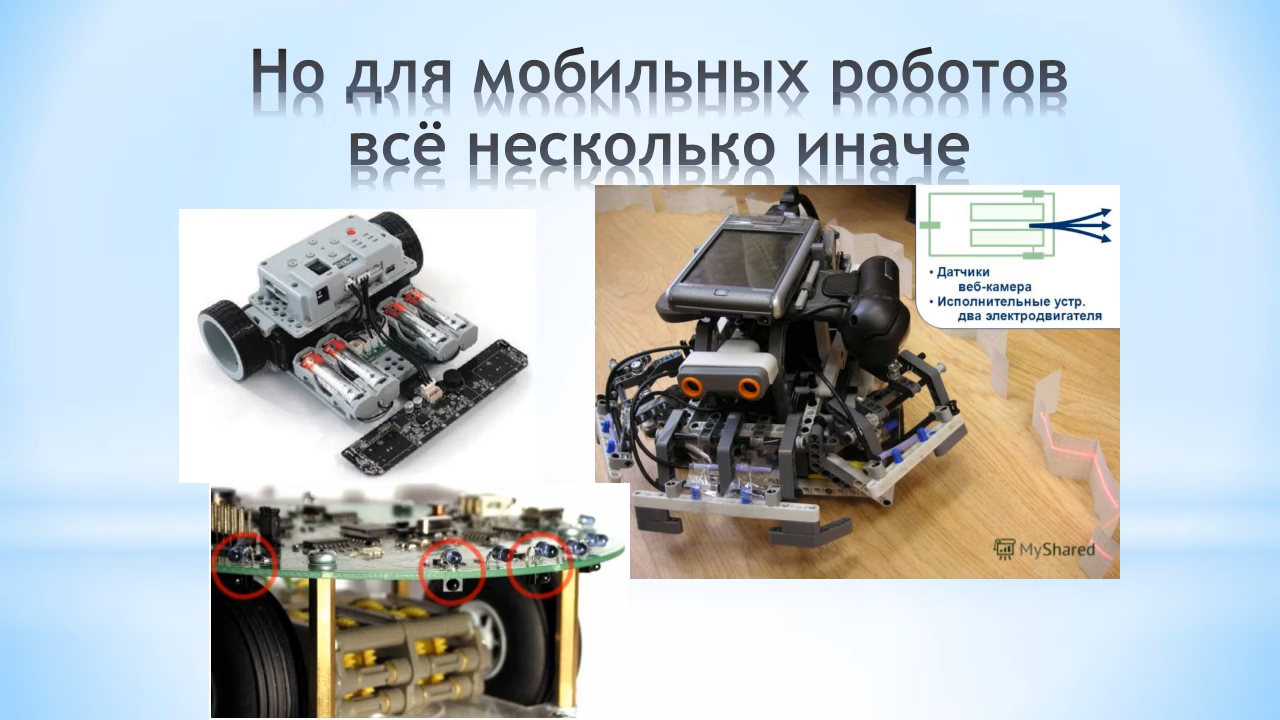 Но для мобильных роботов
всё несколько иначе
• Датчики
веб-камера
• Исполнительные устр.
два электродвигателя
MyShared